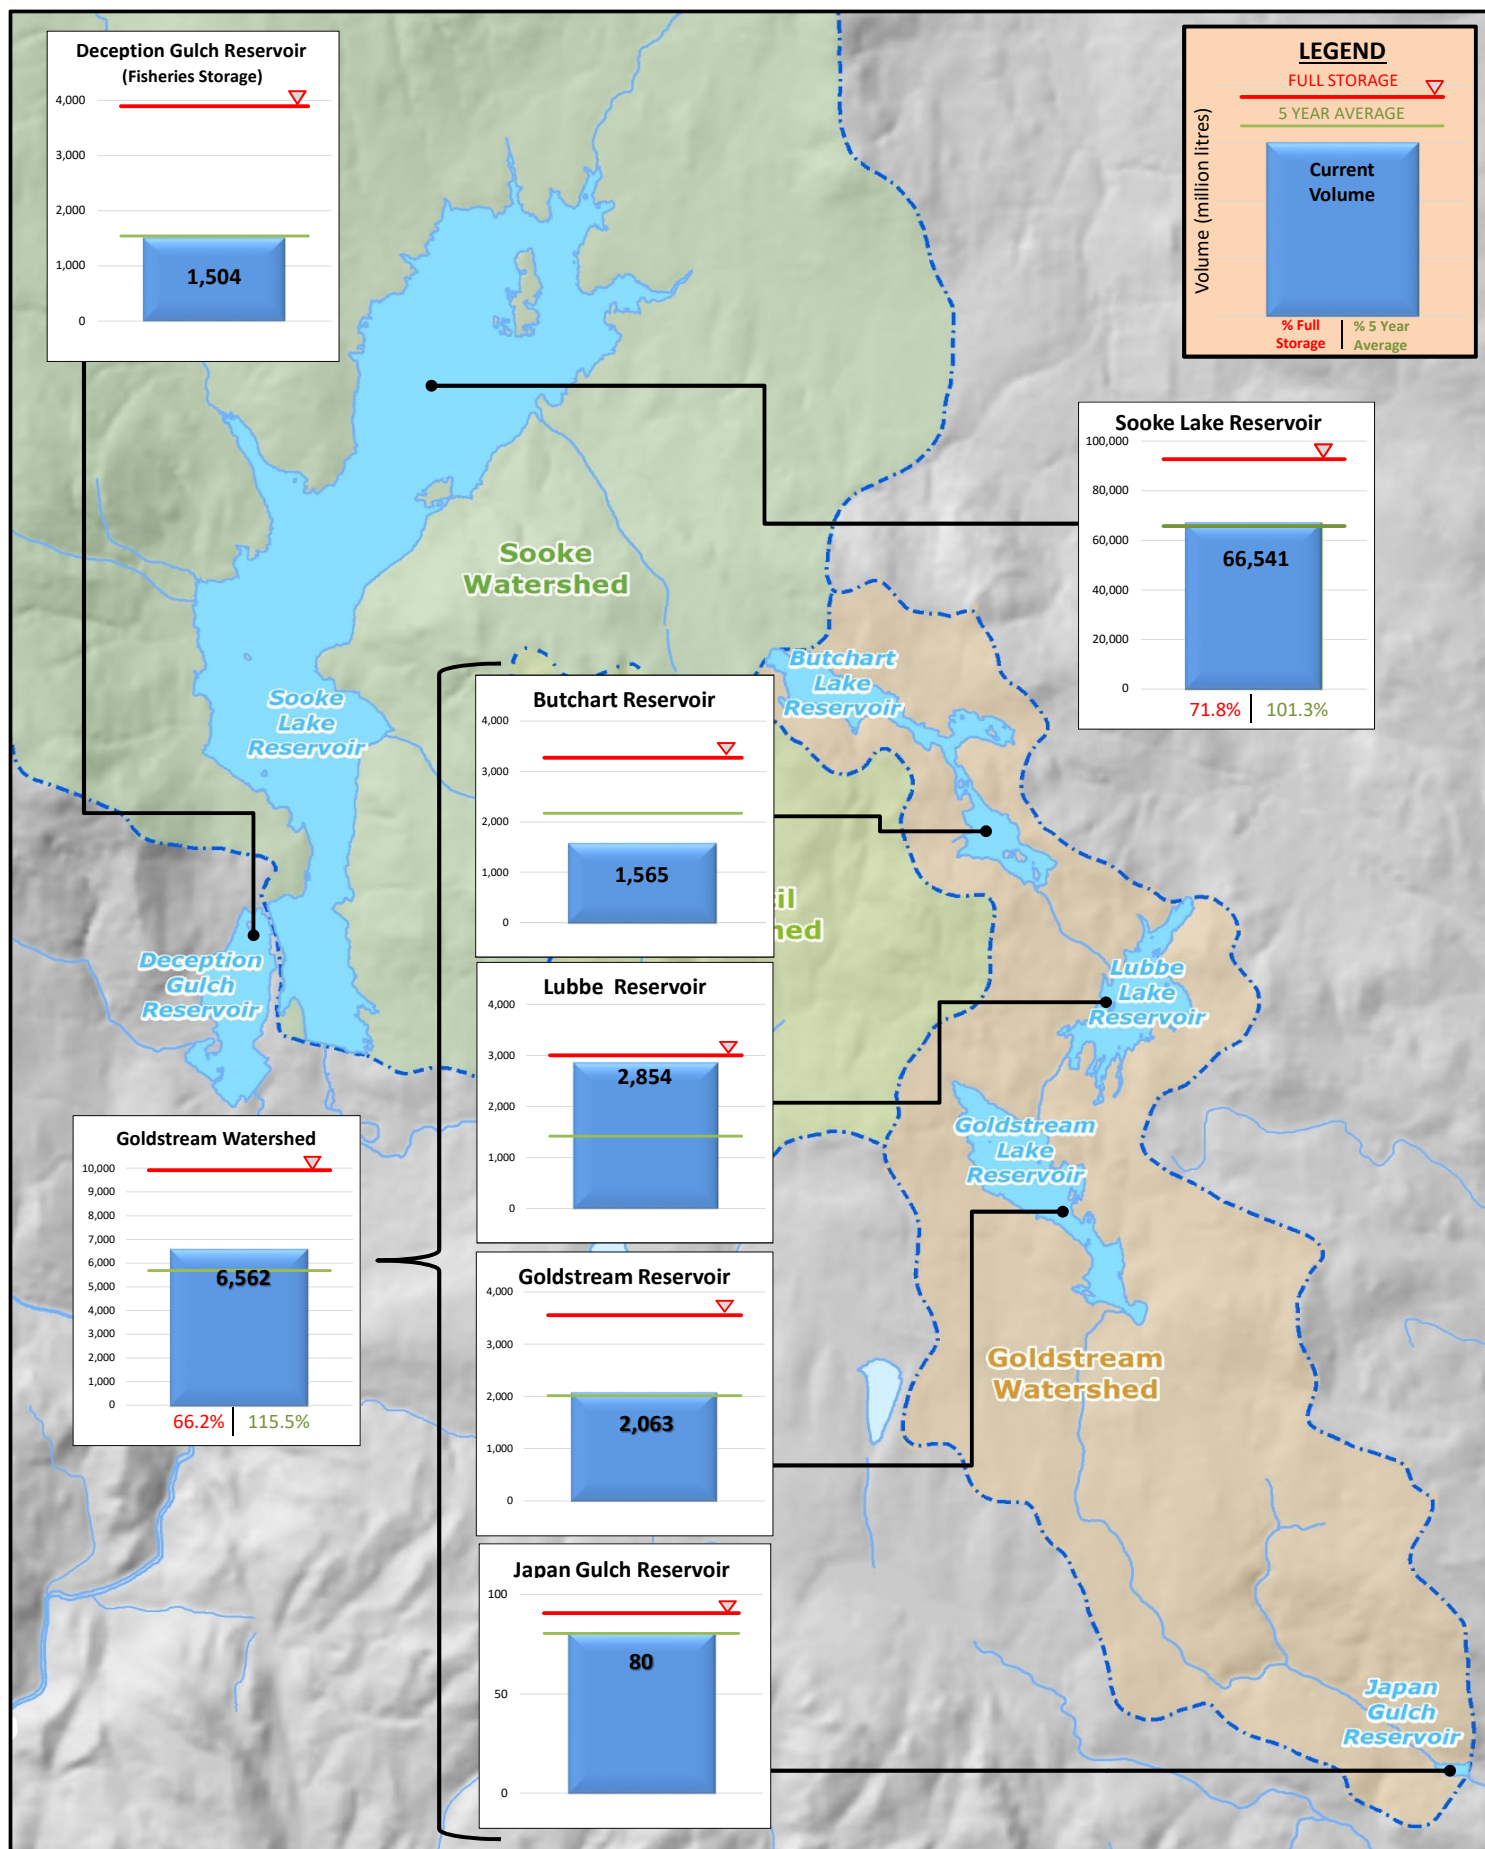 Deception Gulch Reservoir
(Fisheries Storage)
4,000
3,000
2,000
1,000
0
1,504
LEGEND
FULL STORAGE
5 YEAR AVERAGE
Volume (million litres)
Current
Volume
% Full
Storage
% 5 Year
Average
Sooke Lake Reservoir
100,000
80,000
60,000
40,000
20,000
0
66,541
71.8%
101.3%
Sooke
Watershed
Sooke
Lake
Reservoir
Butchart
Lake
Reservoir
Butchart Reservoir
4,000
3,000
2,000
1,000
0
1,565
il
hed
Deception
Gulch
Reservoir
Lubbe
Lake
Reservoir
Lubbe  Reservoir
4,000
3,000
2,000
1,000
0
2,854
Goldstream
Lake
Reservoir
Goldstream Watershed
10,000
9,000
8,000
7,000
6,000
5,000
4,000
3,000
2,000
1,000
0
6,562
66.2%
115.5%
Goldstream Reservoir
4,000
3,000
2,000
1,000
0
2,063
Goldstream
Watershed
Japan Gulch Reservoir
100
50
0
80
Japan
Gulch
Reservoir